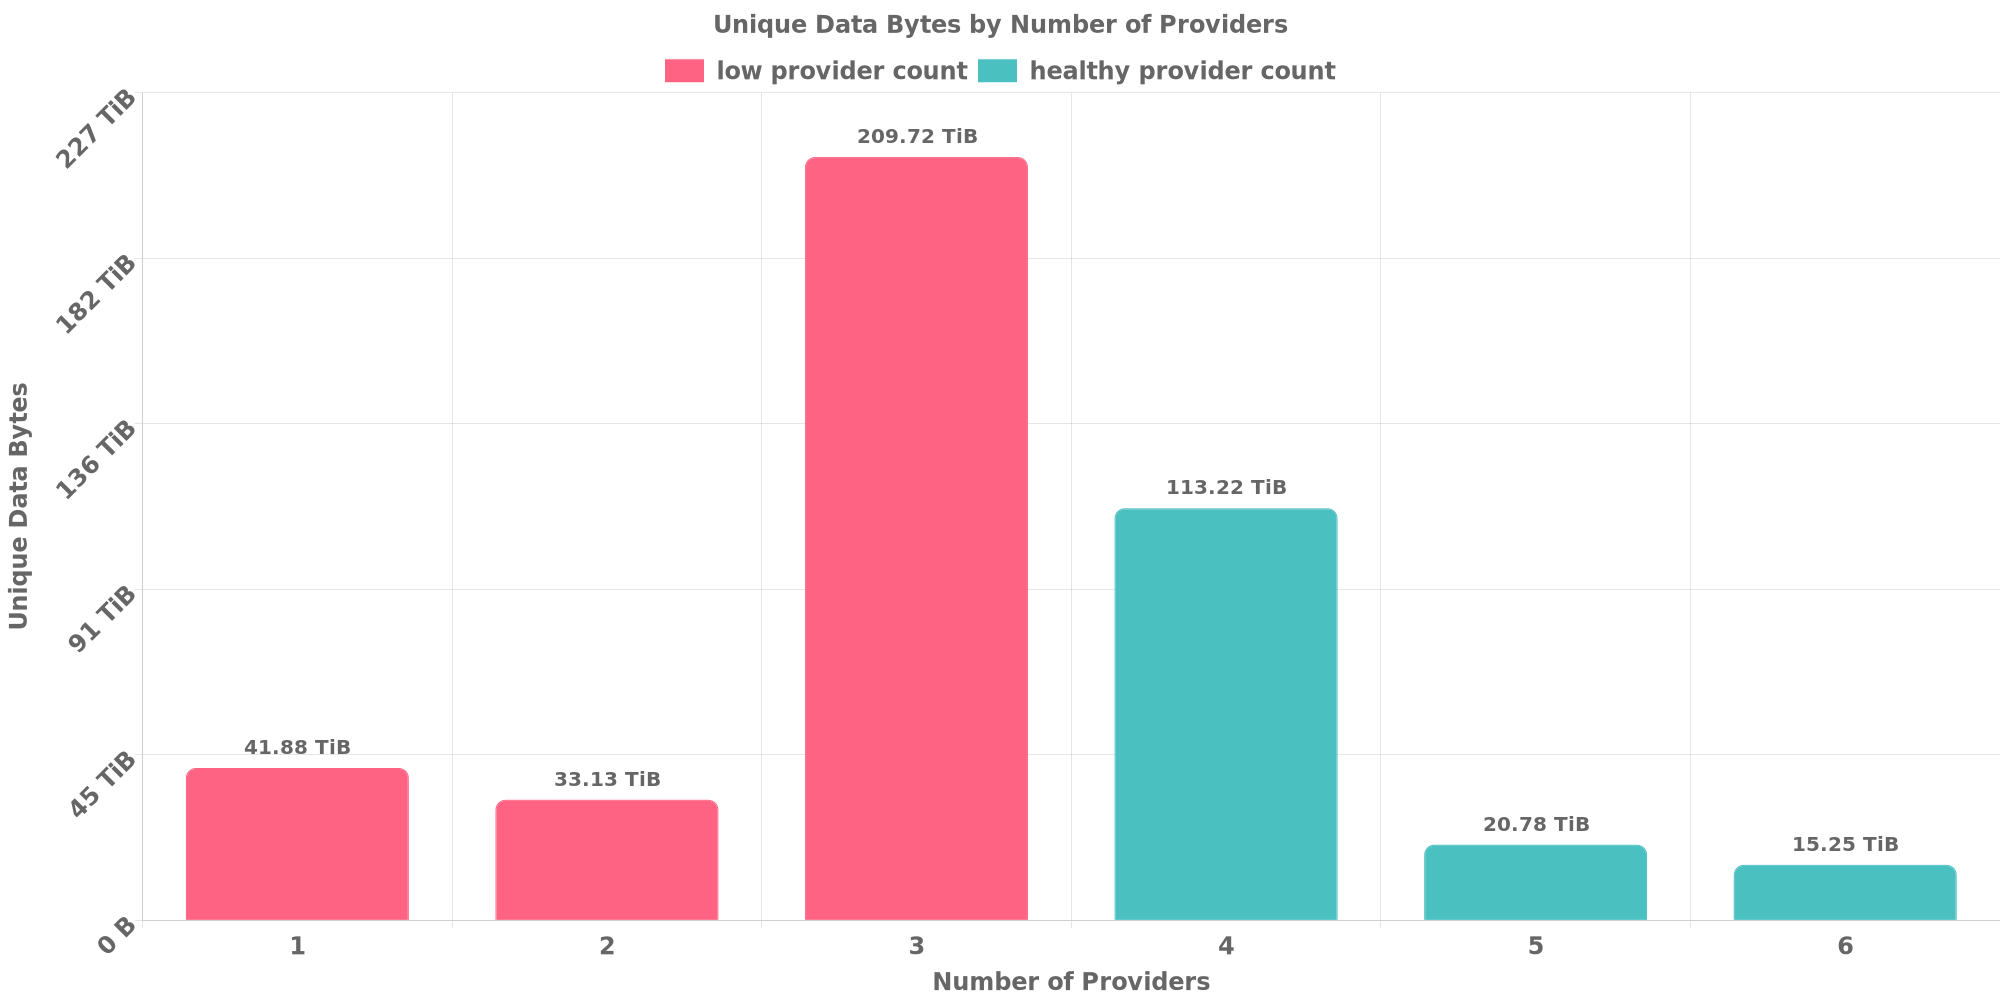 Unique Data Bytes by Number of Providers
low provider count healthy provider count
227 TiB
182 TiB
136 TiB
91 TiB
45 TiB
0 B
Unique Data Bytes
41.88 TiB
33.13 TiB
209.72 TiB
113.22 TiB
20.78 TiB
15.25 TiB
1 2 3 4 5 6
Number of Providers